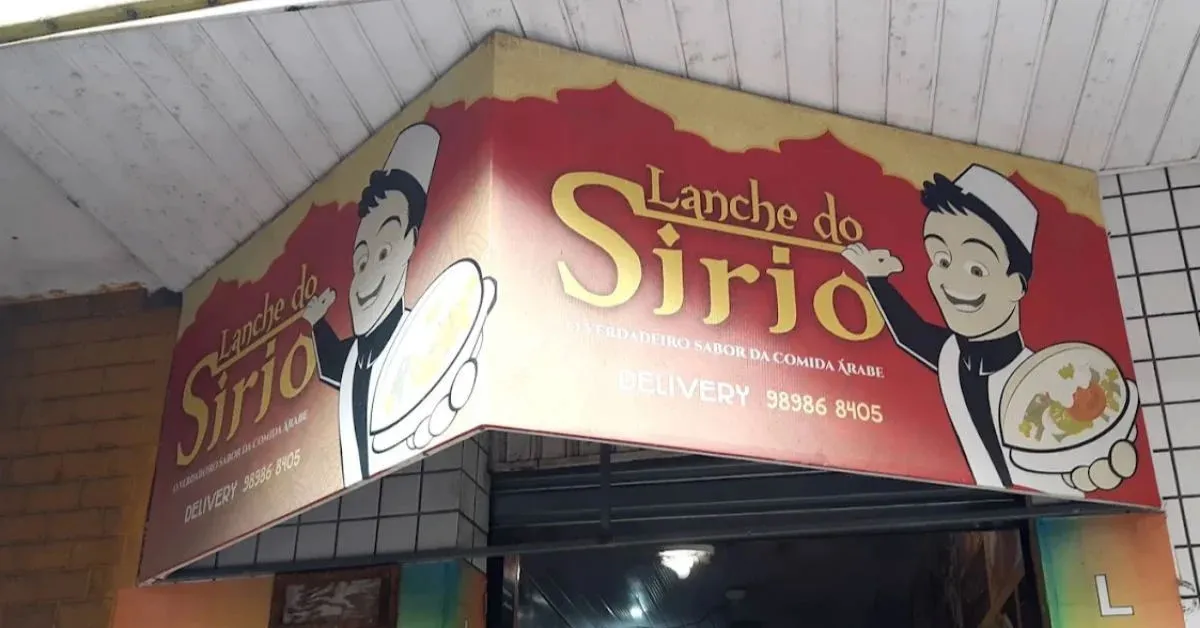 Lanche do
Sirio
O VERDADEIRO SABOR DA COMIDA ÁRABE
DELIVERY 98986 8405
Lanche do
Sirio
O VERDADEIRO SABOR DA COMIDA ÁRABE
DELIVERY 98986 8405
L